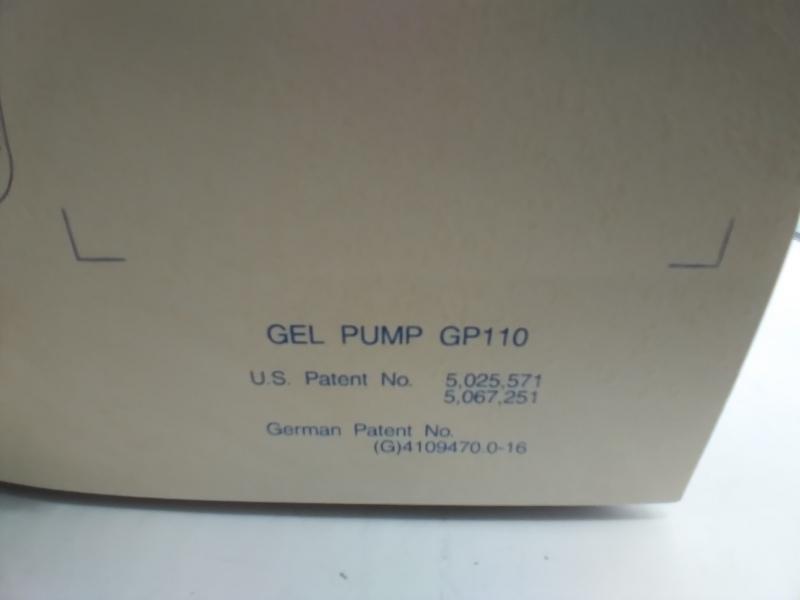 GEL PUMP GP110
U.S. Patent No. 5,025,571
5,067,251
German Patent No.
(G)4109470.0-16